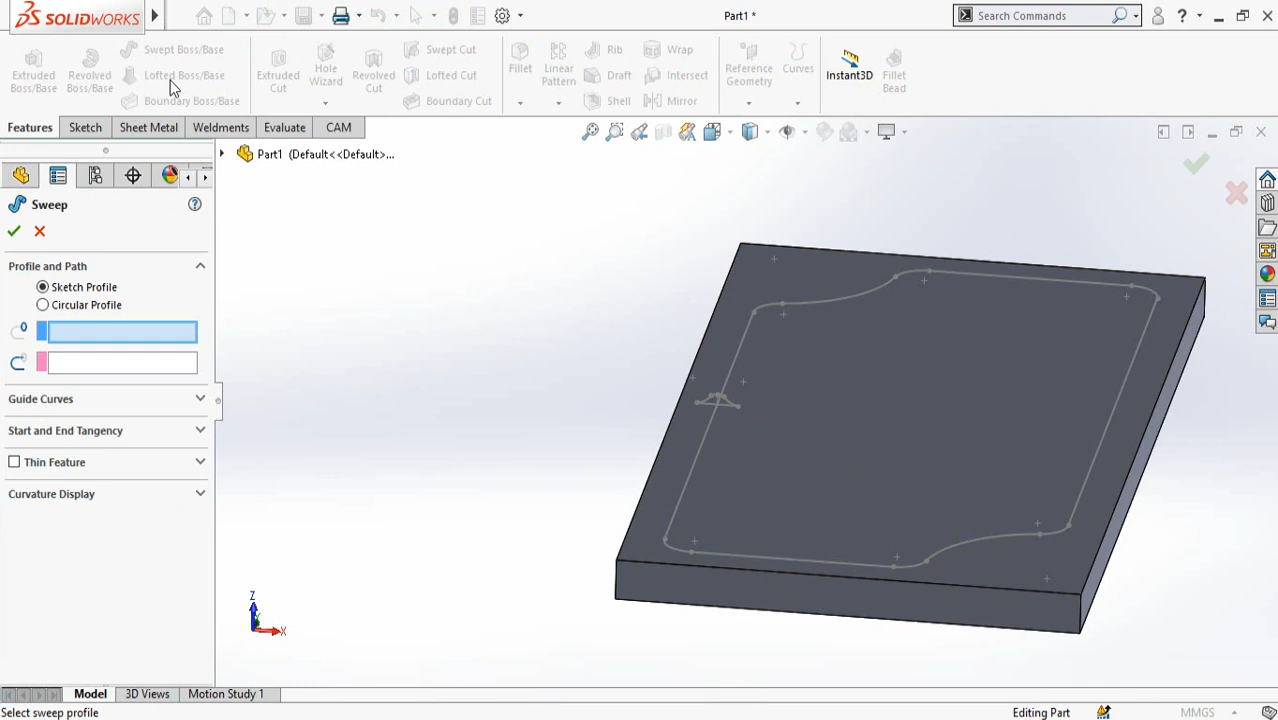 SOLIDWORKS
Part1 *
Search Commands
?
Extruded
Boss/Base
Swept Boss/Base
Lofted Boss/Base
Boundary Boss/Base
Extruded
Cut
Hole
Wizard
Revolved
Cut
Swept Cut
Lofted Cut
Boundary Cut
Fillet
Linear
Pattern
Rib
Draft
Shell
Wrap
Intersect
Mirror
Reference
Geometry
Curves
Instant3D
Fillet
Bead
Features
Sketch
Sheet Metal
Weldments
Evaluate
CAM
Part1 (Default<<Default>...
Sweep
?
Profile and Path
Sketch Profile
Circular Profile
Guide Curves
Start and End Tangency
Thin Feature
Curvature Display
Z
X
Model
3D Views
Motion Study 1
Select sweep profile
Editing Part
MMGS